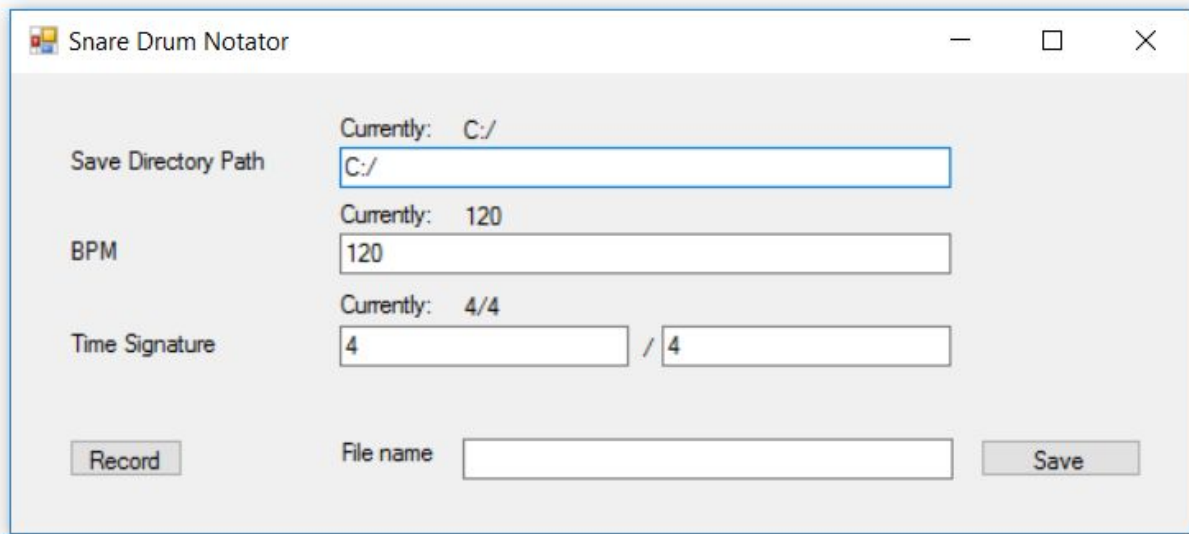 Snare Drum Notator
Currently: C:/
Save Directory Path C:/
Currently: 120
BPM 120
Currently: 4/4
Time Signature 4 / 4
Record File name Save